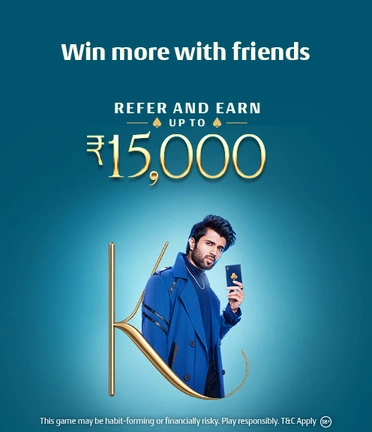 Win more with friends
REFER AND EARN
UP TO
₹15,000
K
This game may be habit-forming or financially risky. Play responsibly. T&C Apply 18+